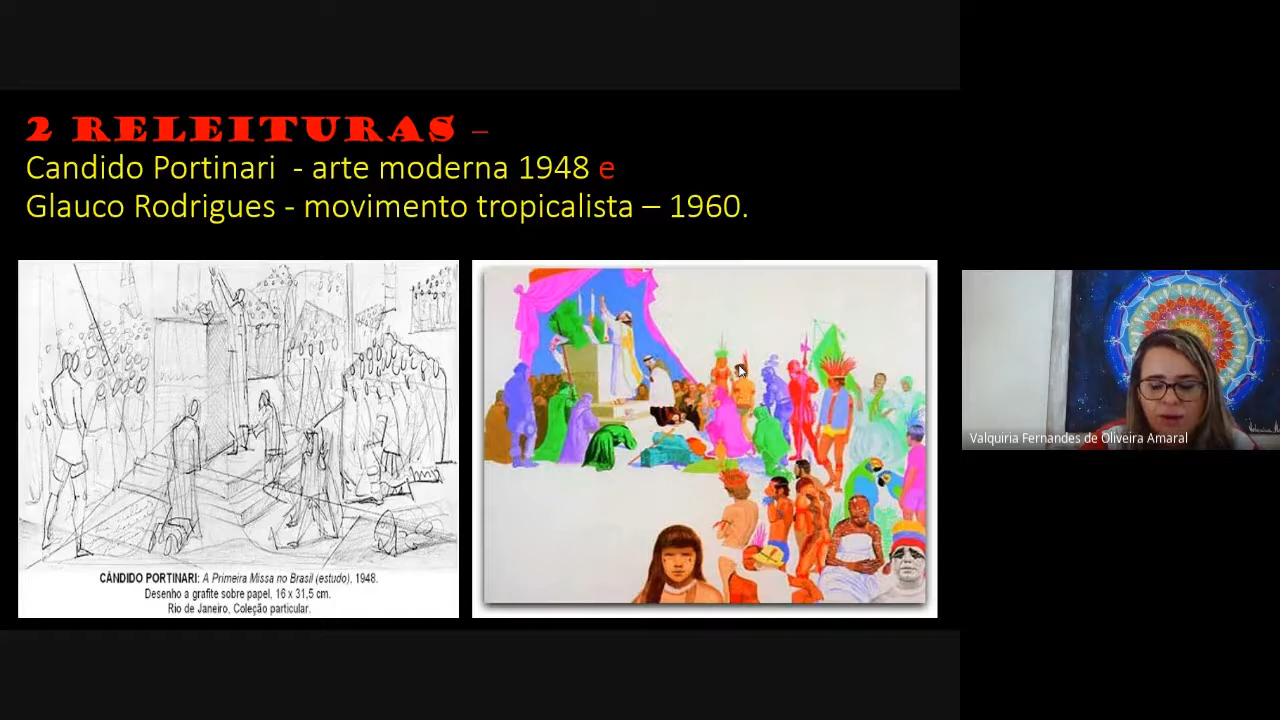 2 RELEITURAS –
Candido Portinari - arte moderna 1948 e
Glauco Rodrigues - movimento tropicalista – 1960.
CÂNDIDO PORTINARI: A Primeira Missa no Brasil (estudo), 1948.
Desenho a grafite sobre papel, 16 x 31,5 cm.
Rio de Janeiro, Coleção particular.
Valquiria Fernandes de Oliveira Amaral